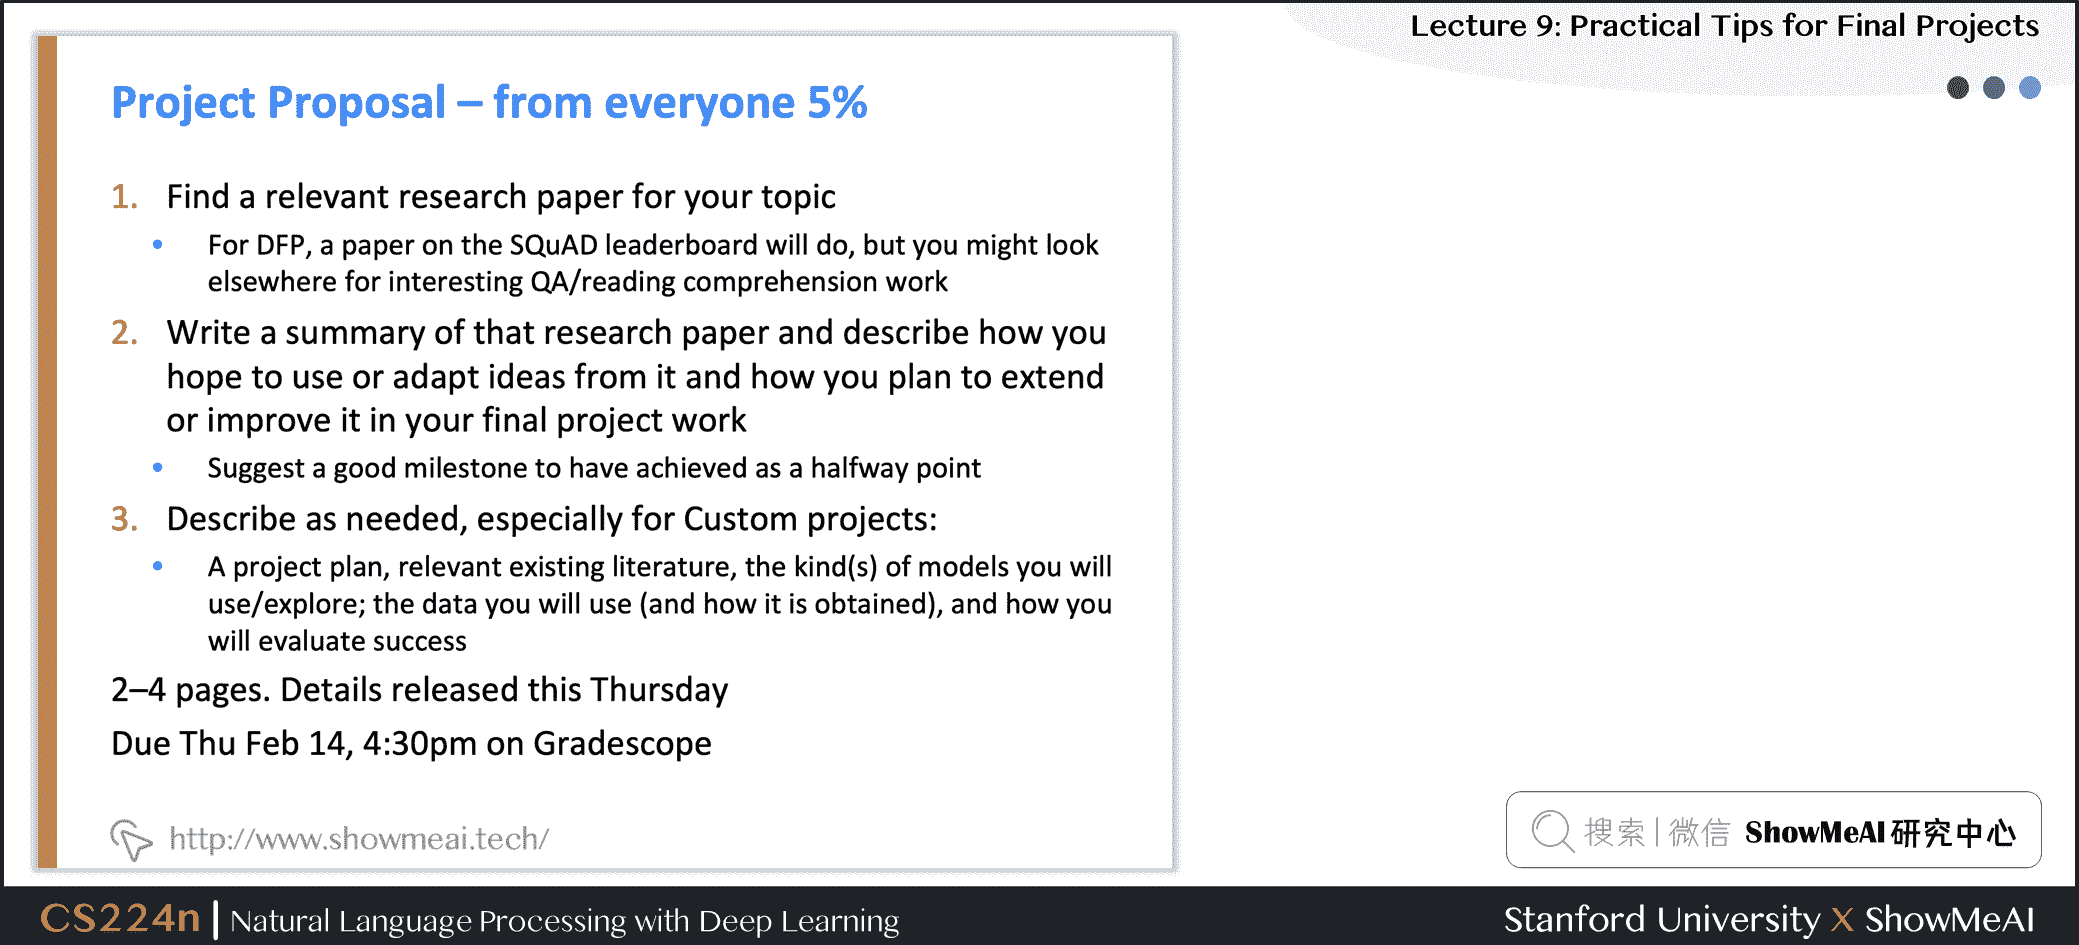 Lecture 9: Practical Tips for Final Projects
Project Proposal – from everyone 5%
1. Find a relevant research paper for your topic
• For DFP, a paper on the SQuAD leaderboard will do, but you might look
elsewhere for interesting QA/reading comprehension work
2. Write a summary of that research paper and describe how you
hope to use or adapt ideas from it and how you plan to extend
or improve it in your final project work
• Suggest a good milestone to have achieved as a halfway point
3. Describe as needed, especially for Custom projects:
• A project plan, relevant existing literature, the kind(s) of models you will
use/explore; the data you will use (and how it is obtained), and how you
will evaluate success
2–4 pages. Details released this Thursday
Due Thu Feb 14, 4:30pm on Gradescope
http://www.showmeai.tech/
搜索 | 微信 ShowMeAI 研究中心
CS224n | Natural Language Processing with Deep Learning
Stanford University X ShowMeAI